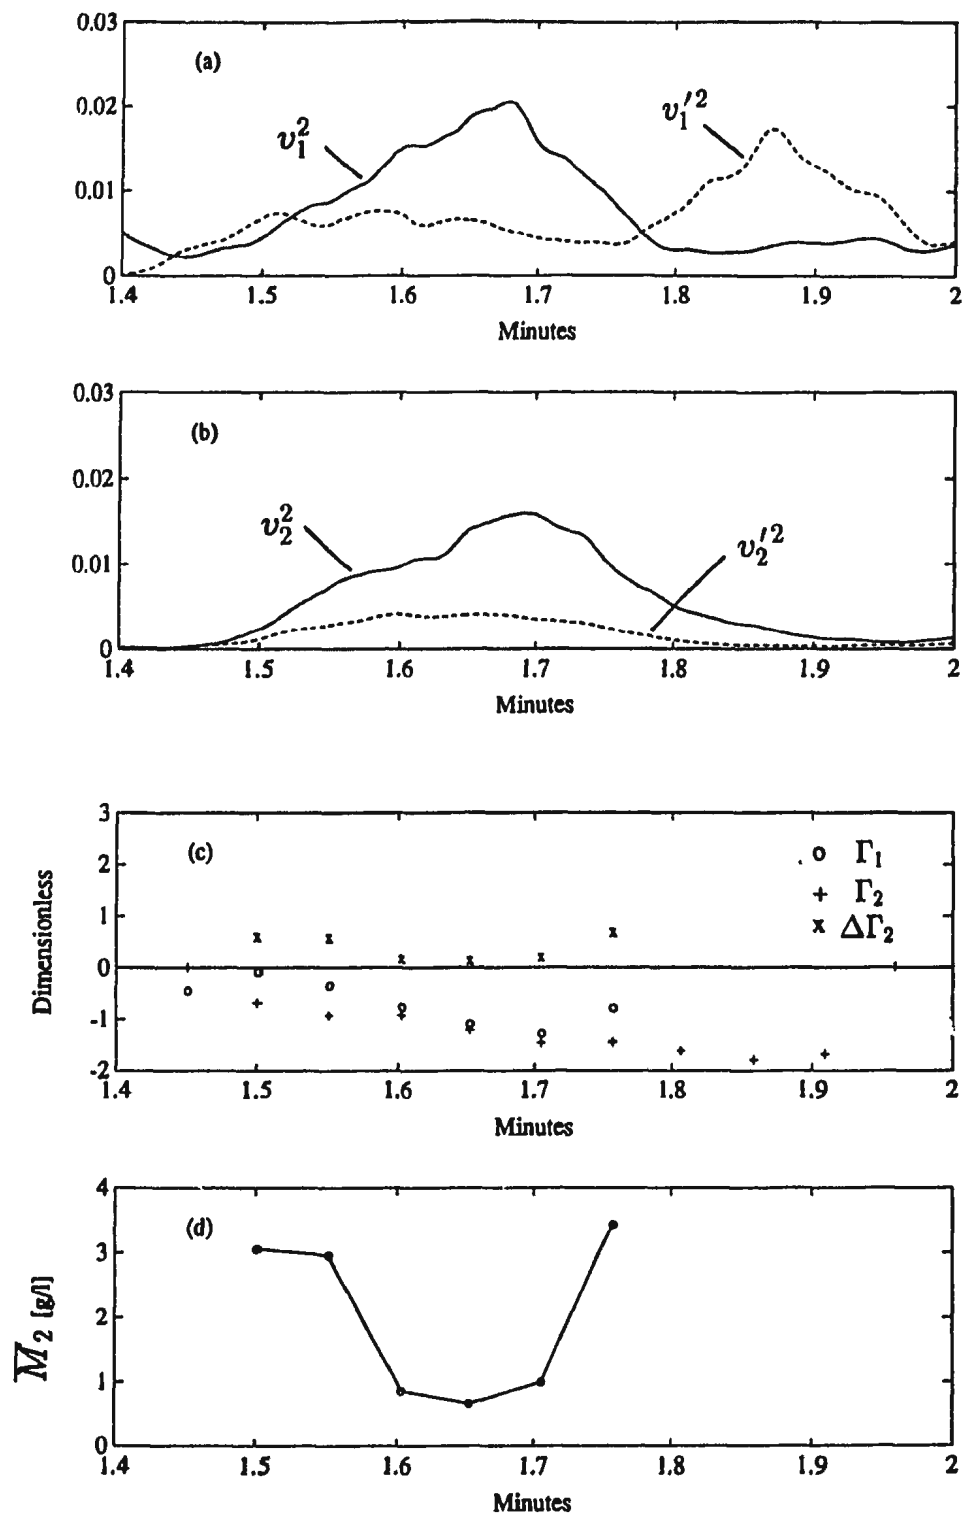 0.03
(a)
0.02
v₁²
v₁′²
0.01
0
1.4 1.5 1.6 1.7 1.8 1.9 2
Minutes
0.03
(b)
0.02
v₂²
v₂′²
0.01
0
1.4 1.5 1.6 1.7 1.8 1.9 2
Minutes
Dimensionless
3
(c)
o Γ₁
2
+ Γ₂
1
x ΔΓ₂
0
-1
-2
1.4 1.5 1.6 1.7 1.8 1.9 2
Minutes
M̅₂ [g/l]
4
(d)
3
2
1
0
1.4 1.5 1.6 1.7 1.8 1.9 2
Minutes